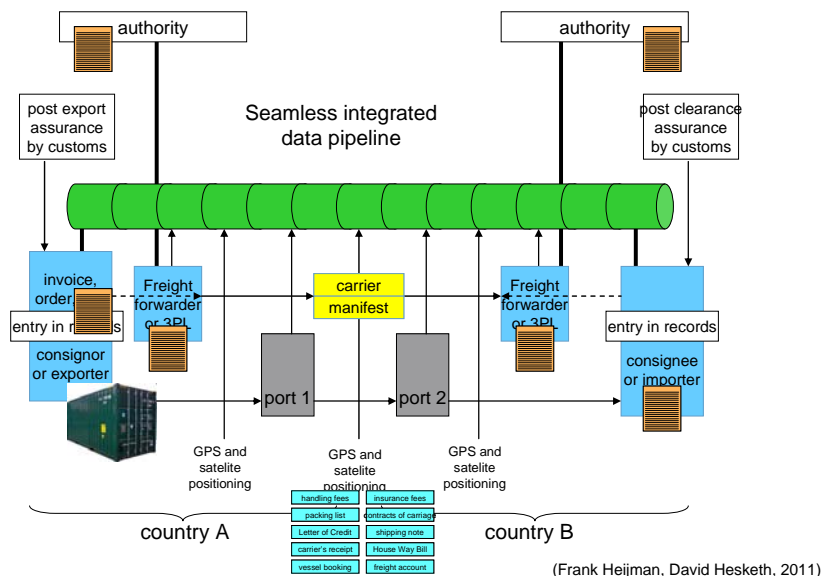 authority
authority
post export
assurance
by customs
Seamless integrated
data pipeline
post clearance
assurance
by customs
invoice,
order,
entry in records
consignor
or exporter
Freight
forwarder
or 3PL
carrier
manifest
Freight
forwarder
or 3PL
entry in records
consignee
or importer
port 1
port 2
GPS and
satelite
positioning
GPS and
satelite
positioning
GPS and
satelite
positioning
handling fees
insurance fees
packing list
contracts of carriage
Letter of Credit
shipping note
carrier's receipt
House Way Bill
vessel booking
freight account
country A
country B
(Frank Heijman, David Hesketh, 2011)